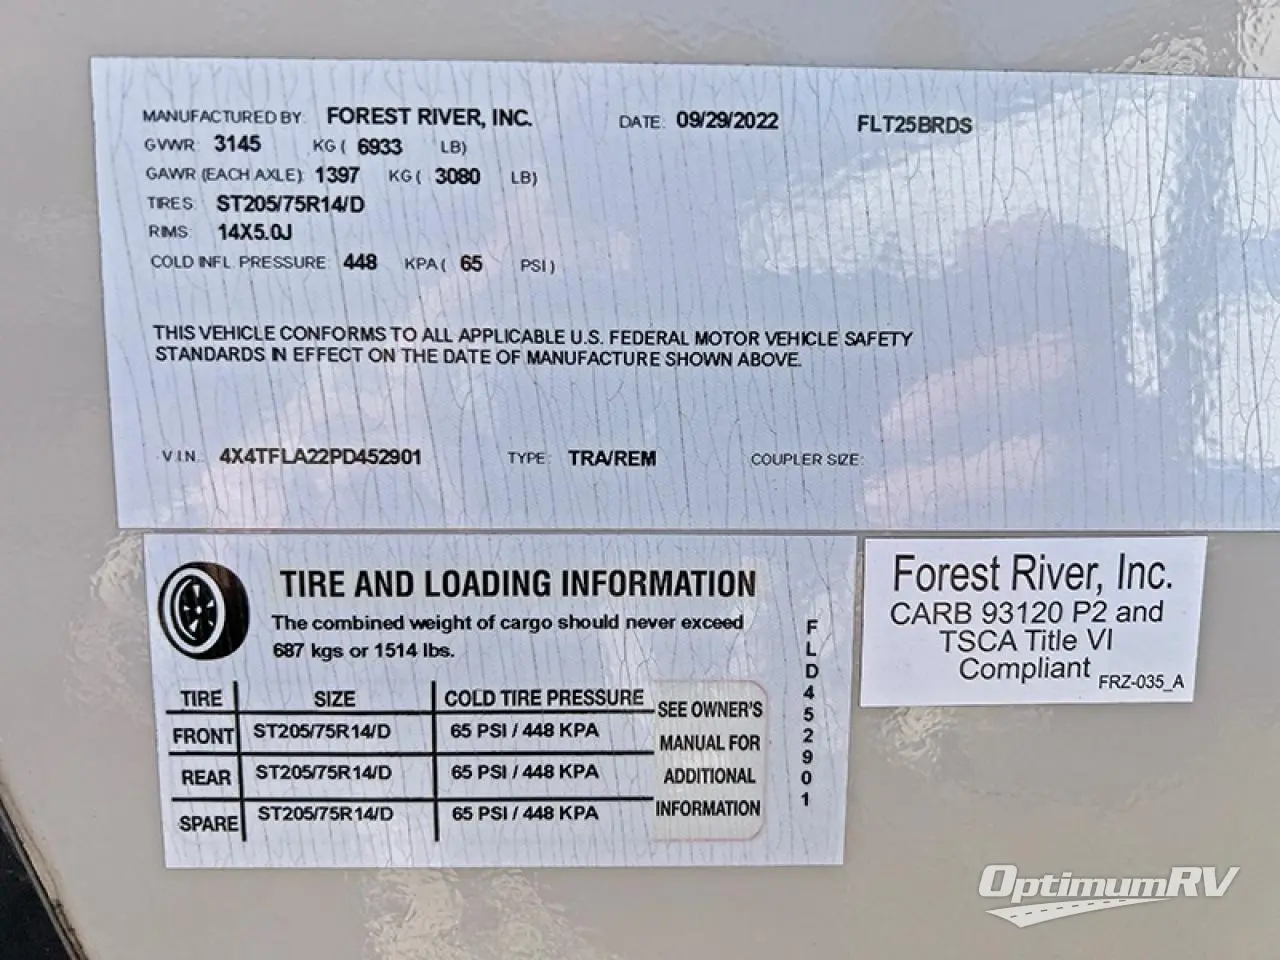 MANUFACTURED BY: FOREST RIVER, INC. DATE: 09/29/2022 FLT25BRDS
GVWR: 3145 KG ( 6933 LB)
GAWR (EACH AXLE) 1397 KG ( 3080 LB)
TIRES: ST205/75R14/D
RIMS: 14X5.0J
COLD INFL. PRESSURE: 448 KPA ( 65 PSI )
THIS VEHICLE CONFORMS TO ALL APPLICABLE U.S. FEDERAL MOTOR VEHICLE SAFETY
STANDARDS IN EFFECT ON THE DATE OF MANUFACTURE SHOWN ABOVE.
V.I.N.: 4X4TFLA22PD452901 TYPE: TRA/REM COUPLER SIZE:
TIRE AND LOADING INFORMATION
The combined weight of cargo should never exceed
687 kgs or 1514 lbs.
TIRE SIZE COLD TIRE PRESSURE
FRONT ST205/75R14/D 65 PSI / 448 KPA
REAR ST205/75R14/D 65 PSI / 448 KPA
SPARE ST205/75R14/D 65 PSI / 448 KPA
SEE OWNER'S
MANUAL FOR
ADDITIONAL
INFORMATION
FLD452901
Forest River, Inc.
CARB 93120 P2 and
TSCA Title VI
Compliant FRZ-035_A
OptimumRV